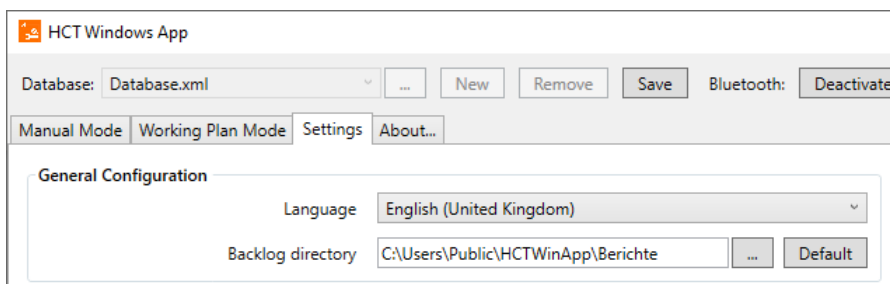 HCT Windows App
Database: Database.xml ... New Remove Save Bluetooth: Deactivate
Manual Mode Working Plan Mode Settings About...
General Configuration
Language English (United Kingdom)
Backlog directory C:\Users\Public\HCTWinApp\Berichte ... Default